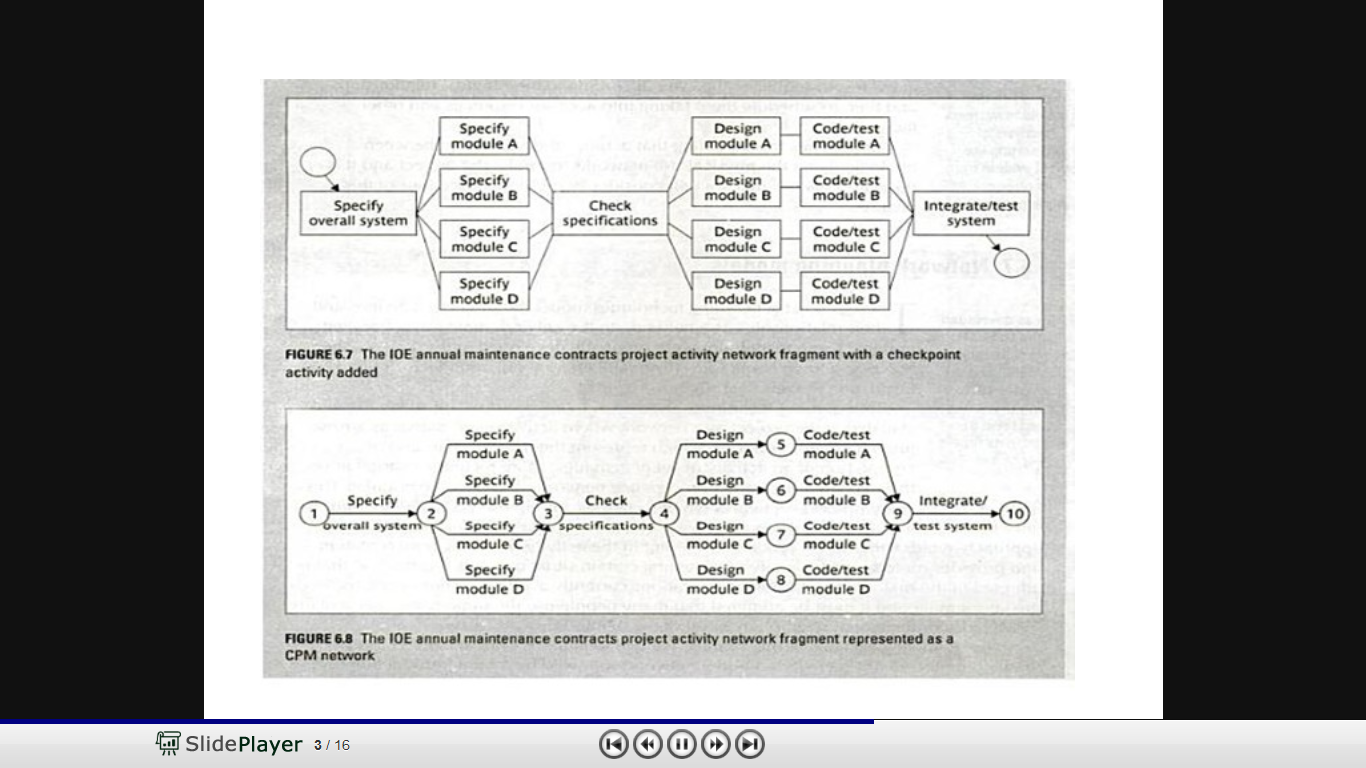 Specify
module A
Specify
module B
Specify
module C
Specify
module D
Specify
overall system
Check
specifications
Design
module A
Code/test
module A
Design
module B
Code/test
module B
Design
module C
Code/test
module C
Design
module D
Code/test
module D
Integrate/test
system
FIGURE 6.7 The IOE annual maintenance contracts project activity network fragment with a checkpoint
activity added
1
Specify
overall system
2
Specify
module A
Specify
module B
Specify
module C
Specify
module D
3
Check
specifications
4
Design
module A
5
Code/test
module A
Design
module B
6
Code/test
module B
Design
module C
7
Code/test
module C
Design
module D
8
Code/test
module D
9
Integrate/
test system
10
FIGURE 6.8 The IOE annual maintenance contracts project activity network fragment represented as a
CPM network
SlidePlayer
3 / 16